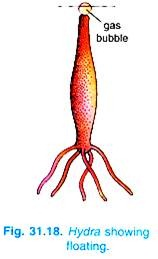 gas
bubble
Fig. 31.18. Hydra showing
floating.